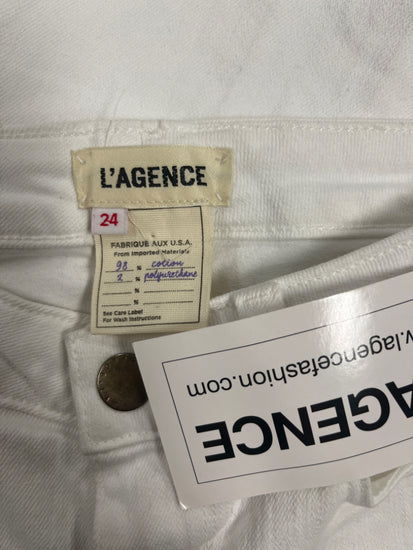 L'AGENCE
24
FABRIQUE AUX U.S.A.
From Imported Materials
98 % cotton
2 % polyurethane
%
%
See Care Label
For Wash Instructions
w.lagencefashion.com
AGENCE